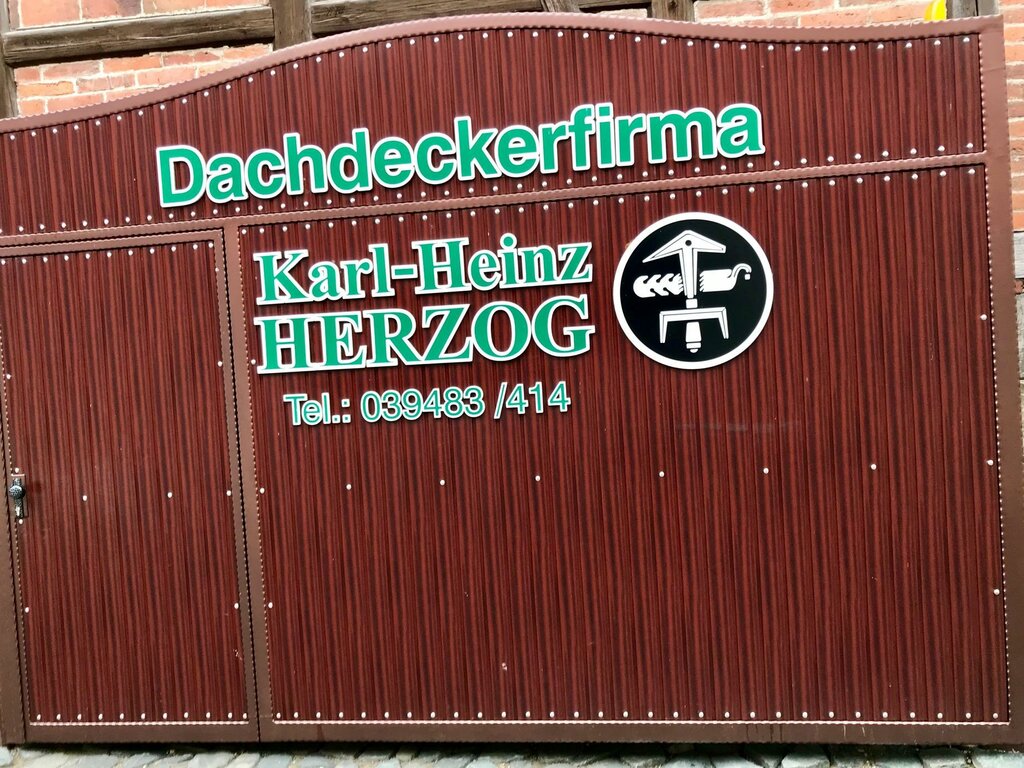 Dachdeckerfirma
Karl-Heinz
HERZOG
Tel.: 039483 /414